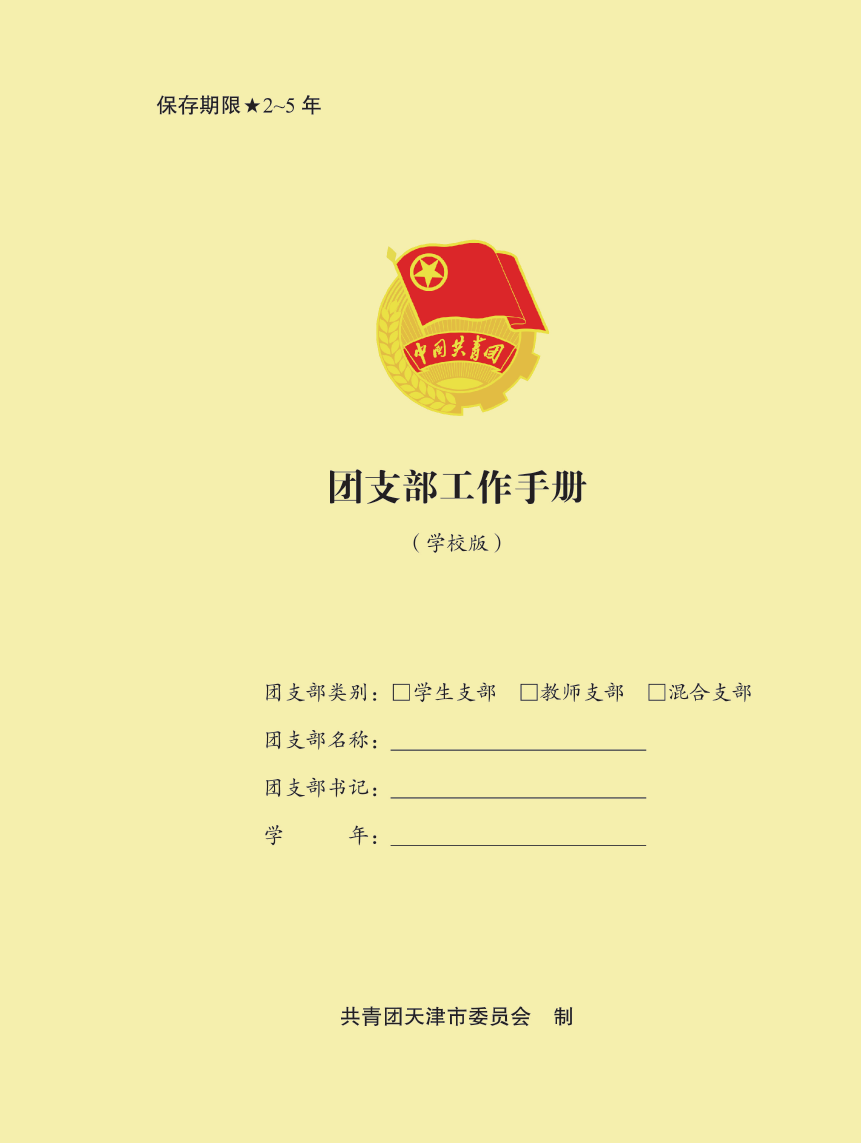 保存期限★2~5 年
中国共青团
团支部工作手册
（学校版）
团支部类别：□学生支部 □教师支部 □混合支部
团支部名称：
团支部书记：
学 年：
共青团天津市委员会 制